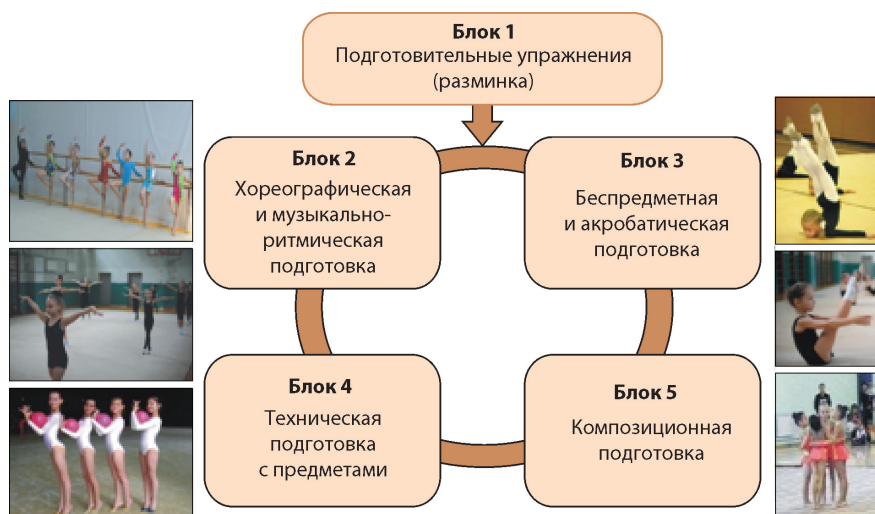 Блок 1
Подготовительные упражнения
(разминка)
Блок 2
Хореографическая
и музыкально-
ритмическая
подготовка
Блок 3
Беспредметная
и акробатическая
подготовка
Блок 4
Техническая
подготовка
с предметами
Блок 5
Композиционная
подготовка